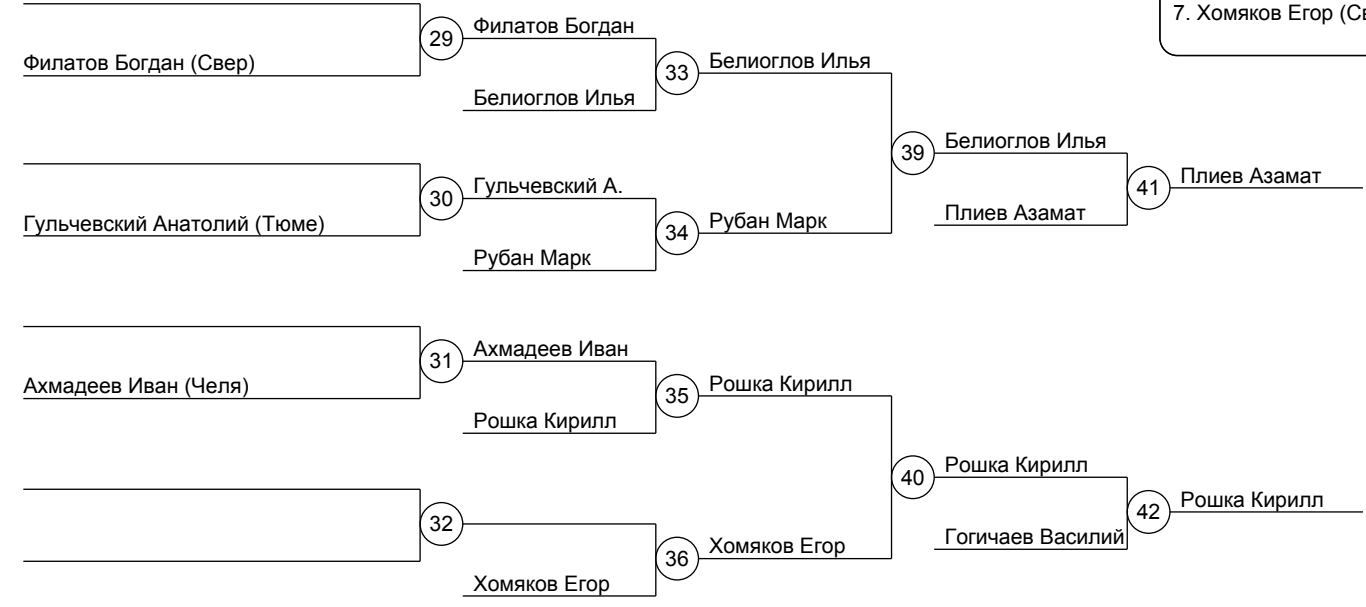 7. Хомяков Егор (Св
29
Филатов Богдан
Филатов Богдан (Свер)
33
Белиоглов Илья
Белиоглов Илья
39
Белиоглов Илья
30
Гульчевский А.
41
Плиев Азамат
Гульчевский Анатолий (Тюме)
34
Рубан Марк
Плиев Азамат
Рубан Марк
31
Ахмадеев Иван
Ахмадеев Иван (Челя)
35
Рошка Кирилл
Рошка Кирилл
40
Рошка Кирилл
32
42
Рошка Кирилл
36
Хомяков Егор
Гогичаев Василий
Хомяков Егор